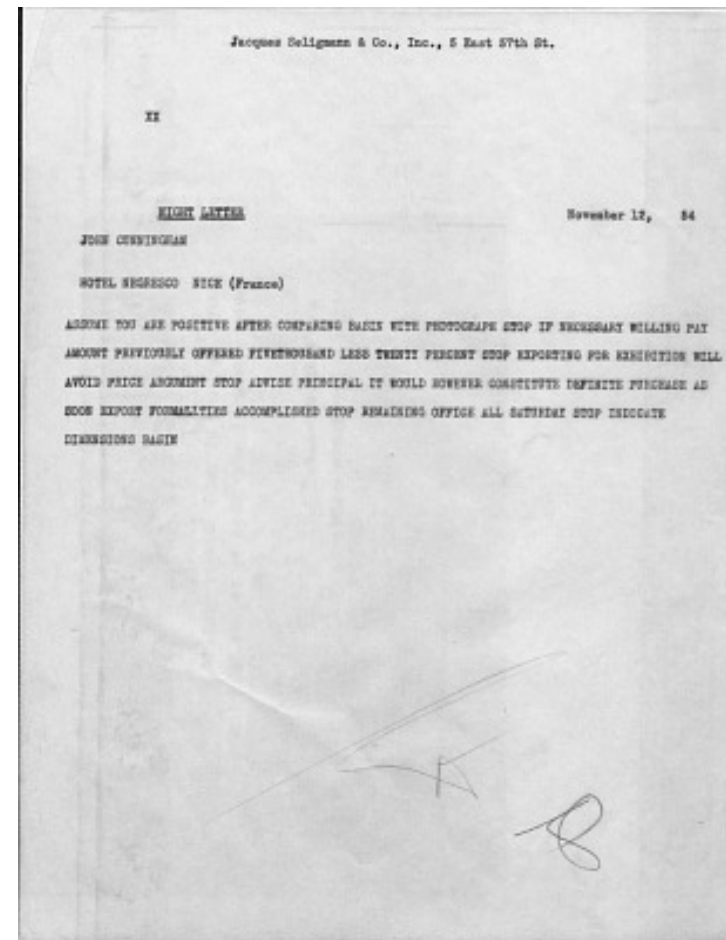 Jacques Seligmann & Co., Inc., 5 East 57th St.
XX
NIGHT LETTER November 12, 54
JOHN CUNNINGHAM
HOTEL NEGRESCO NICE (France)
ASSUME YOU ARE POSITIVE AFTER COMPARING BASIN WITH PHOTOGRAPH STOP IF NECESSARY WILLING PAY
AMOUNT PREVIOUSLY OFFERED FIVETHOUSAND LESS TWENTY PERCENT STOP EXPORTING FOR EXHIBITION WILL
AVOID PRICE ARGUMENT STOP ADVISE PRINCIPAL IT WOULD HOWEVER CONSTITUTE DEFINITE PURCHASE AS
SOON EXPORT FORMALITIES ACCOMPLISHED STOP REMAINING OFFICE ALL SATURDAY STOP INDICATE
DIMENSIONS BASIN